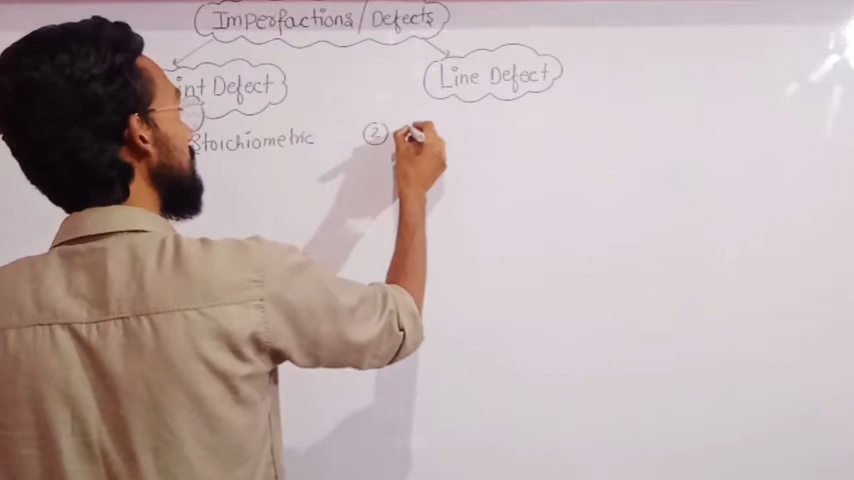 Imperfactions / Defects
int Defect
Line Defect
Stoichiometric
②